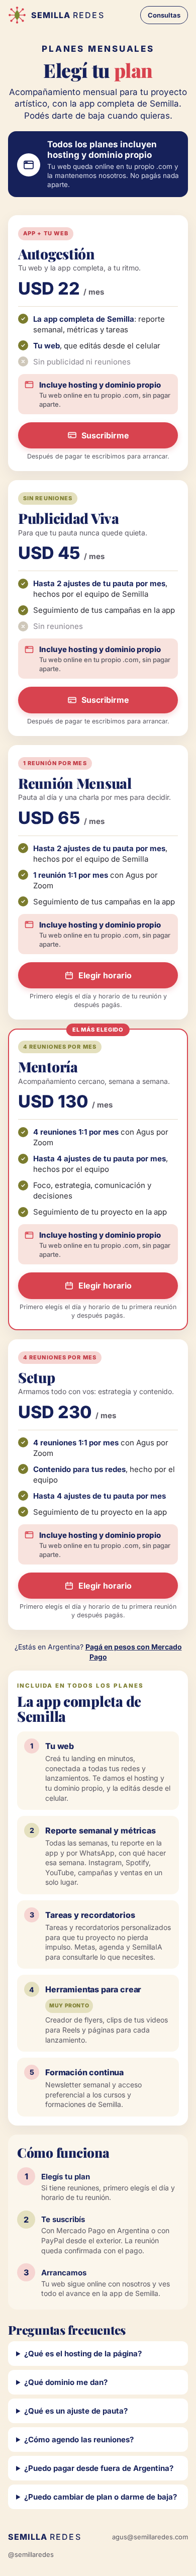 SEMILLA REDES
Consultas
PLANES MENSUALES
Elegí tu plan
Acompañamiento mensual para tu proyecto
artístico, con la app completa de Semilla.
Podés darte de baja cuando quieras.
Todos los planes incluyen
hosting y dominio propio
Tu web queda online en tu propio .com y
la mantenemos nosotros. No pagás nada
aparte.
APP + TU WEB
Autogestión
Tu web y la app completa, a tu ritmo.
USD 22 / mes
La app completa de Semilla: reporte
semanal, métricas y tareas
Tu web, que editás desde el celular
Sin publicidad ni reuniones
Incluye hosting y dominio propio
Tu web online en tu propio .com, sin pagar
aparte.
Suscribirme
Después de pagar te escribimos para arrancar.
SIN REUNIONES
Publicidad Viva
Para que tu pauta nunca quede quieta.
USD 45 / mes
Hasta 2 ajustes de tu pauta por mes,
hechos por el equipo de Semilla
Seguimiento de tus campañas en la app
Sin reuniones
Incluye hosting y dominio propio
Tu web online en tu propio .com, sin pagar
aparte.
Suscribirme
Después de pagar te escribimos para arrancar.
1 REUNIÓN POR MES
Reunión Mensual
Pauta al día y una charla por mes para decidir.
USD 65 / mes
Hasta 2 ajustes de tu pauta por mes,
hechos por el equipo de Semilla
1 reunión 1:1 por mes con Agus por
Zoom
Seguimiento de tus campañas en la app
Incluye hosting y dominio propio
Tu web online en tu propio .com, sin pagar
aparte.
Elegir horario
Primero elegís el día y horario de tu reunión y
después pagás.
EL MÁS ELEGIDO
4 REUNIONES POR MES
Mentoría
Acompañamiento cercano, semana a semana.
USD 130 / mes
4 reuniones 1:1 por mes con Agus por
Zoom
Hasta 4 ajustes de tu pauta por mes,
hechos por el equipo
Foco, estrategia, comunicación y
decisiones
Seguimiento de tu proyecto en la app
Incluye hosting y dominio propio
Tu web online en tu propio .com, sin pagar
aparte.
Elegir horario
Primero elegís el día y horario de tu primera reunión
y después pagás.
4 REUNIONES POR MES
Setup
Armamos todo con vos: estrategia y contenido.
USD 230 / mes
4 reuniones 1:1 por mes con Agus por
Zoom
Contenido para tus redes, hecho por el
equipo
Hasta 4 ajustes de tu pauta por mes
Seguimiento de tu proyecto en la app
Incluye hosting y dominio propio
Tu web online en tu propio .com, sin pagar
aparte.
Elegir horario
Primero elegís el día y horario de tu primera reunión
y después pagás.
¿Estás en Argentina? Pagá en pesos con Mercado
Pago
INCLUIDA EN TODOS LOS PLANES
La app completa de
Semilla
1
Tu web
Creá tu landing en minutos,
conectada a todas tus redes y
lanzamientos. Te damos el hosting y
tu dominio propio, y la editás desde el
celular.
2
Reporte semanal y métricas
Todas las semanas, tu reporte en la
app y por WhatsApp, con qué hacer
esa semana. Instagram, Spotify,
YouTube, campañas y ventas en un
solo lugar.
3
Tareas y recordatorios
Tareas y recordatorios personalizados
para que tu proyecto no pierda
impulso. Metas, agenda y SemillaIA
para consultarle lo que necesites.
4
Herramientas para crear
MUY PRONTO
Creador de flyers, clips de tus videos
para Reels y páginas para cada
lanzamiento.
5
Formación continua
Newsletter semanal y acceso
preferencial a los cursos y
formaciones de Semilla.
Cómo funciona
1
Elegís tu plan
Si tiene reuniones, primero elegís el día y
horario de tu reunión.
2
Te suscribís
Con Mercado Pago en Argentina o con
PayPal desde el exterior. La reunión
queda confirmada con el pago.
3
Arrancamos
Tu web sigue online con nosotros y ves
todo el avance en la app de Semilla.
Preguntas frecuentes
¿Qué es el hosting de la página?
¿Qué dominio me dan?
¿Qué es un ajuste de pauta?
¿Cómo agendo las reuniones?
¿Puedo pagar desde fuera de Argentina?
¿Puedo cambiar de plan o darme de baja?
SEMILLA REDES
agus@semillaredes.com
@semillaredes